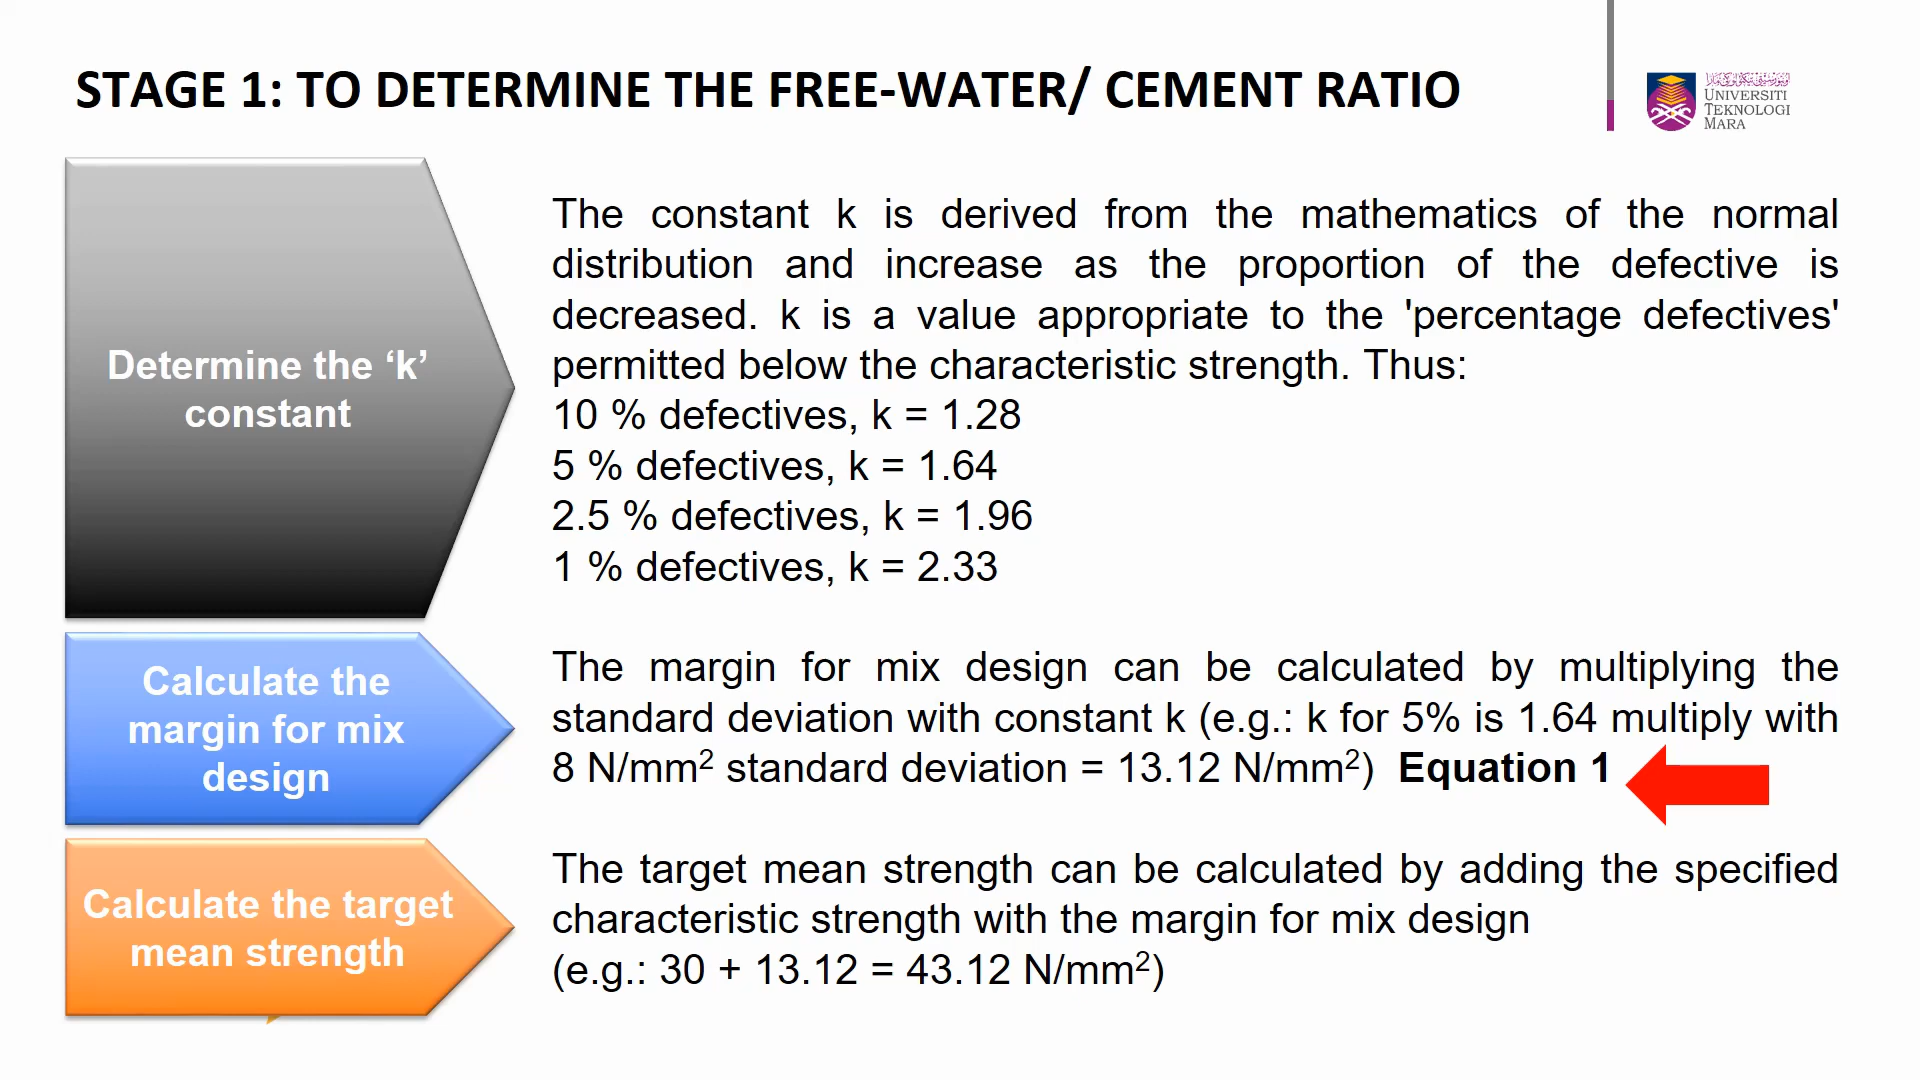 STAGE 1: TO DETERMINE THE FREE-WATER/ CEMENT RATIO
UNIVERSITI
TEKNOLOGI
MARA
Determine the ‘k’
constant
The constant k is derived from the mathematics of the normal
distribution and increase as the proportion of the defective is
decreased. k is a value appropriate to the 'percentage defectives'
permitted below the characteristic strength. Thus:
10 % defectives, k = 1.28
5 % defectives, k = 1.64
2.5 % defectives, k = 1.96
1 % defectives, k = 2.33
Calculate the
margin for mix
design
The margin for mix design can be calculated by multiplying the
standard deviation with constant k (e.g.: k for 5% is 1.64 multiply with
8 N/mm² standard deviation = 13.12 N/mm²) Equation 1
Calculate the target
mean strength
The target mean strength can be calculated by adding the specified
characteristic strength with the margin for mix design
(e.g.: 30 + 13.12 = 43.12 N/mm²)